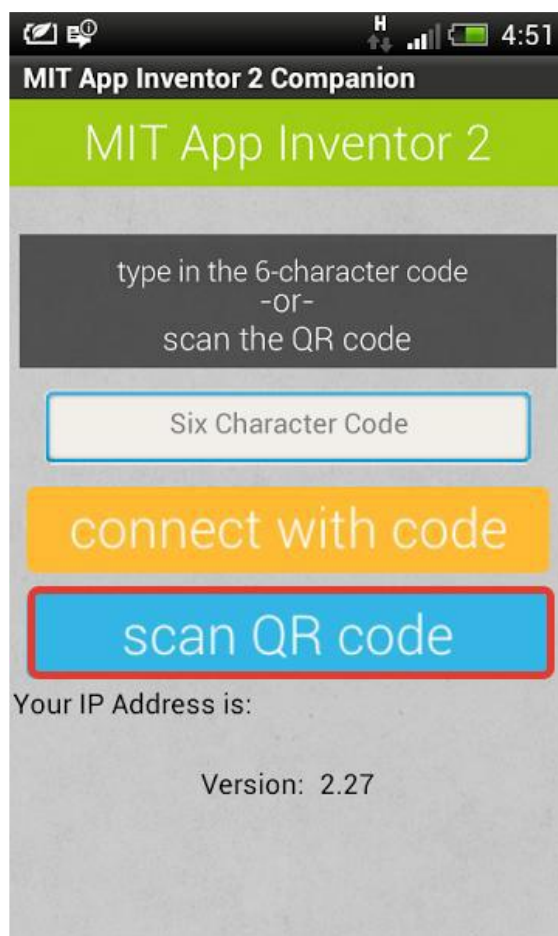 H
4:51
MIT App Inventor 2 Companion
MIT App Inventor 2
type in the 6-character code
-or-
scan the QR code
Six Character Code
connect with code
scan QR code
Your IP Address is:
Version: 2.27